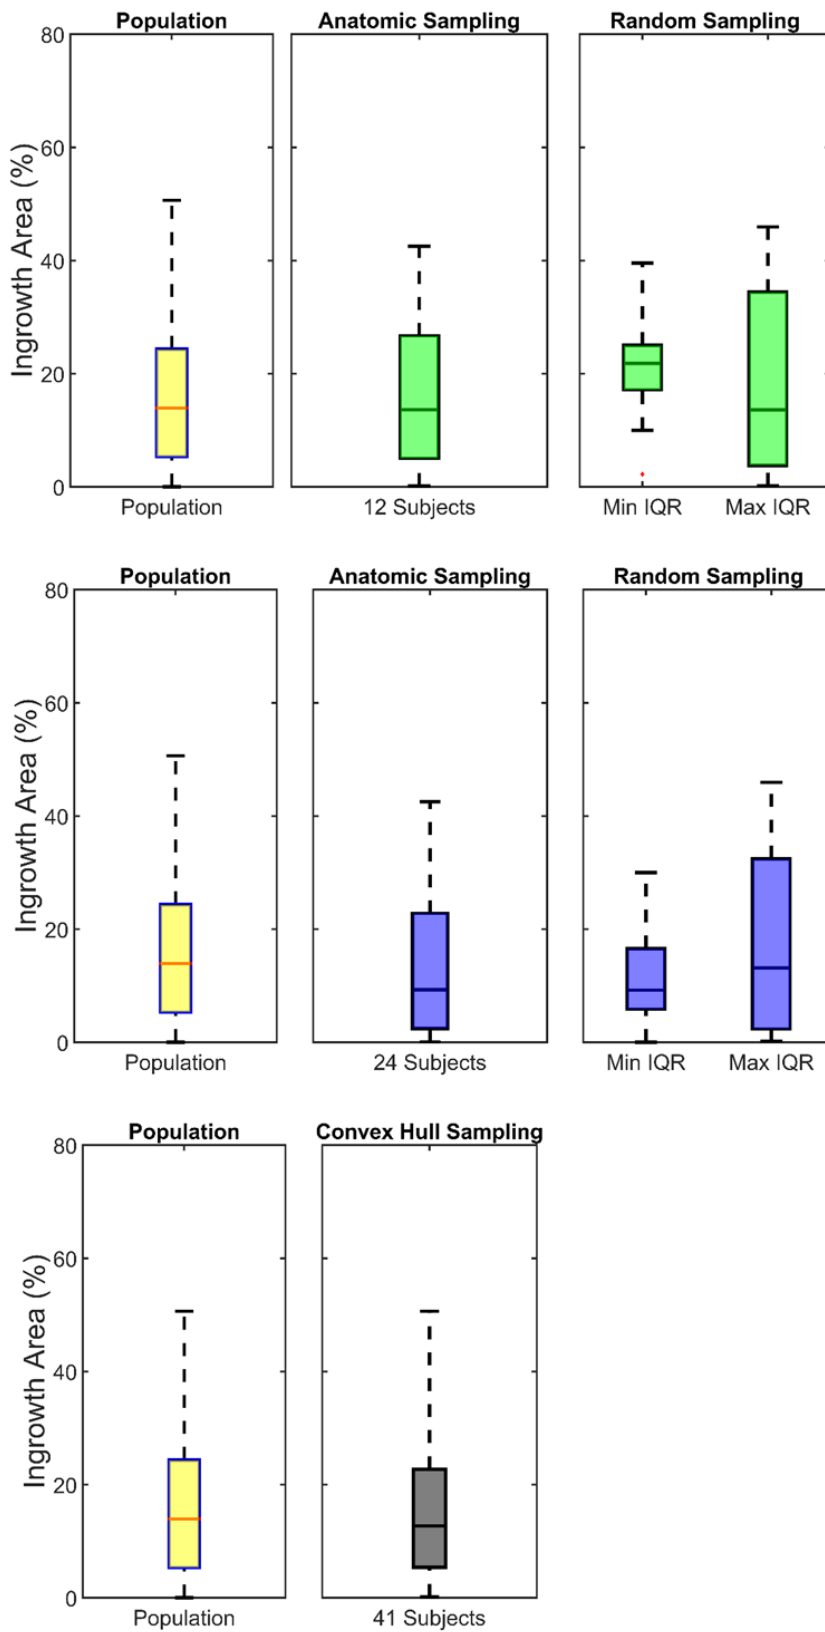 Population Anatomic Sampling Random Sampling
80
60
40
20
0
Ingrowth Area (%)
Population 12 Subjects Min IQR Max IQR
Population Anatomic Sampling Random Sampling
80
60
40
20
0
Ingrowth Area (%)
Population 24 Subjects Min IQR Max IQR
Population Convex Hull Sampling
80
60
40
20
0
Ingrowth Area (%)
Population 41 Subjects